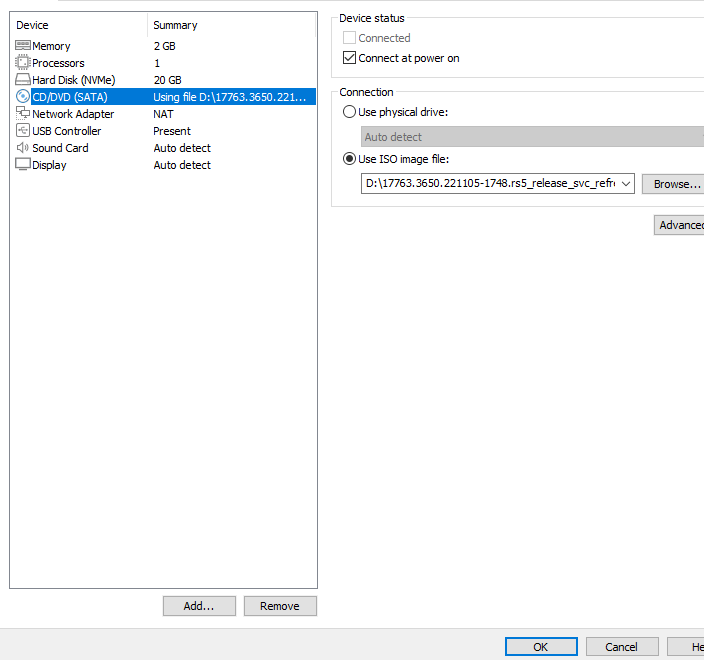 Device Summary
Memory 2 GB
Processors 1
Hard Disk (NVMe) 20 GB
CD/DVD (SATA) Using file D:\17763.3650.221...
Network Adapter NAT
USB Controller Present
Sound Card Auto detect
Display Auto detect
Add... Remove
Device status
Connected
Connect at power on
Connection
Use physical drive:
Auto detect
Use ISO image file:
D:\17763.3650.221105-1748.rs5_release_svc_refr
Browse...
Advanced
OK Cancel He